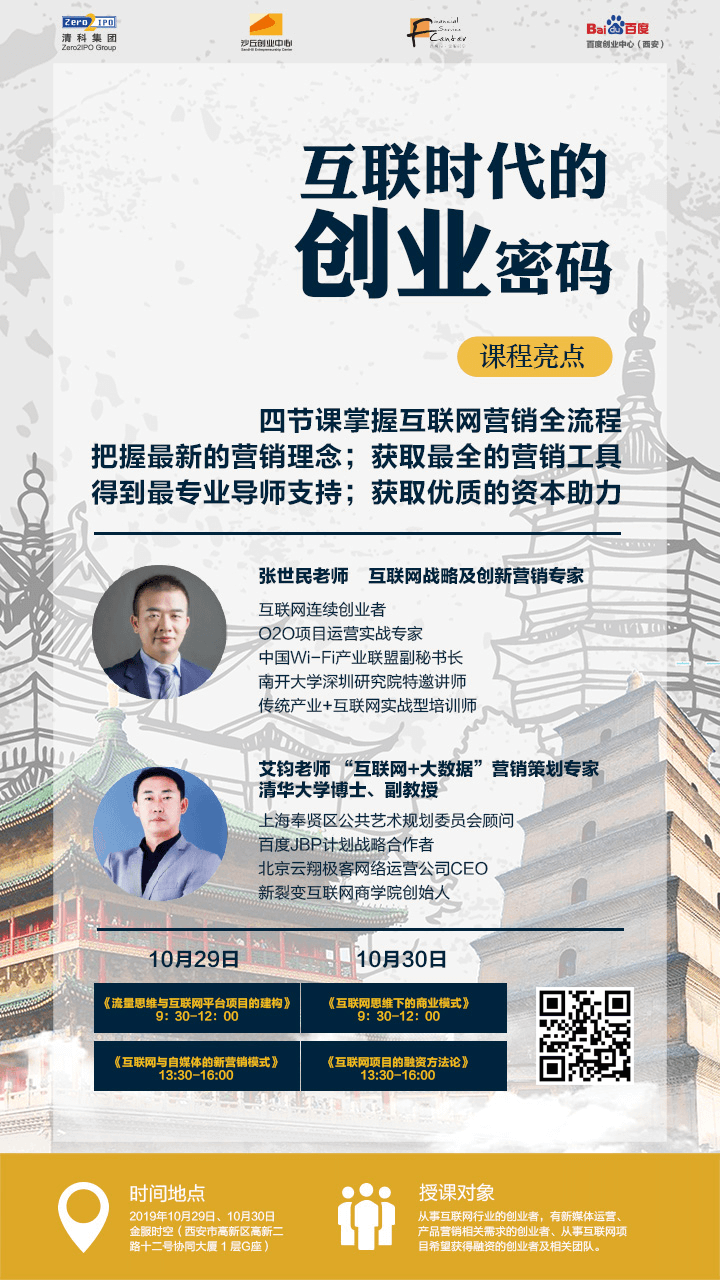 Zero2IPO
清科集团
Zero2IPO Group
沙丘创业中心
Sandhill Entrepreneurship Center
Financial
Service
Center
Bai百度
百度创业中心（西安）
互联时代的
创业密码
课程亮点
四节课掌握互联网营销全流程
把握最新的营销理念；获取最全的营销工具
得到最专业导师支持；获取优质的资本助力
张世民老师 互联网战略及创新营销专家
互联网连续创业者
O2O项目运营实战专家
中国Wi-Fi产业联盟副秘书长
南开大学深圳研究院特邀讲师
传统产业+互联网实战型培训师
艾钧老师 “互联网+大数据”营销策划专家
清华大学博士、副教授
上海奉贤区公共艺术规划委员会顾问
百度JBP计划战略合作者
北京云翔极客网络运营公司CEO
新裂变互联网商学院创始人
10月29日 10月30日
《流量思维与互联网平台项目的建构》
9：30-12：00
《互联网思维下的商业模式》
9：30-12：00
《互联网与自媒体的新营销模式》
13:30-16:00
《互联网项目的融资方法论》
13:30-16:00
时间地点
2019年10月29日、10月30日
金服时空（西安市高新区高新二
路十二号协同大厦1层G座）
授课对象
从事互联网行业的创业者，有新媒体运营、
产品营销相关需求的创业者、从事互联网项
目希望获得融资的创业者及相关团队。